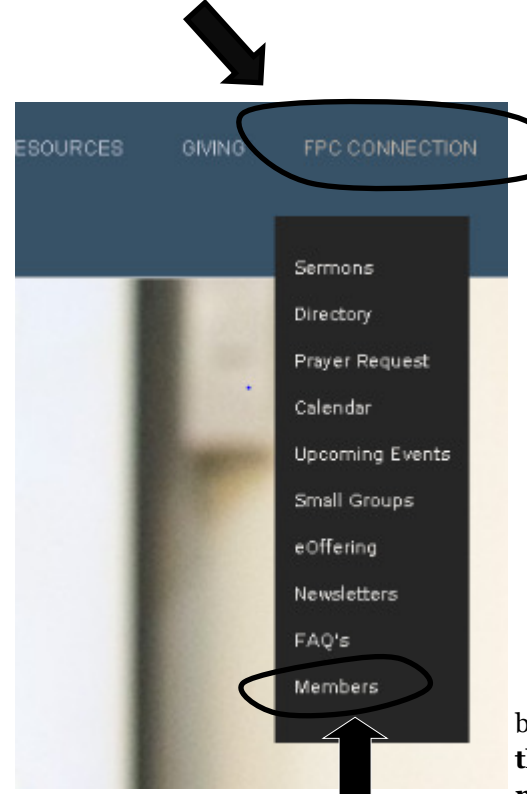 ESOURCES GIVING FPC CONNECTION
Sermons
Directory
Prayer Request
Calendar
Upcoming Events
Small Groups
eOffering
Newsletters
FAQ's
Members